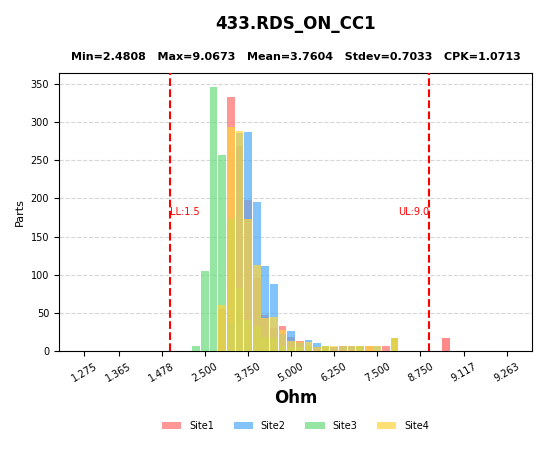 433.RDS_ON_CC1
Min=2.4808 Max=9.0673 Mean=3.7604 Stdev=0.7033 CPK=1.0713
350
300
250
200
150
100
50
0
Parts
LL:1.5
UL:9.0
1.275
1.365
1.478
2.500
3.750
5.000
6.250
7.500
8.750
9.117
9.263
Ohm
Site1 Site2 Site3 Site4